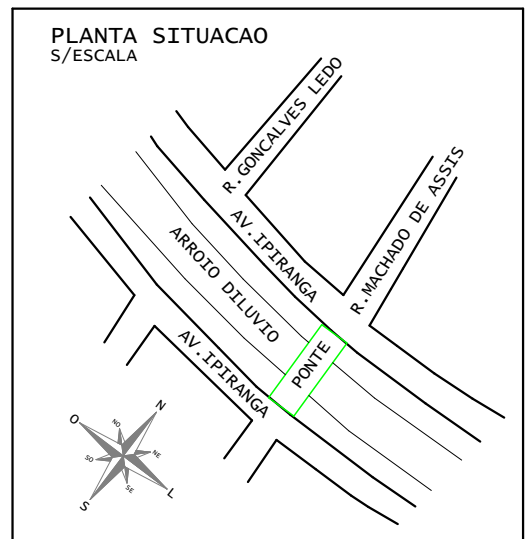 PLANTA SITUACAO
S/ESCALA
R.GONCALVES LEDO
R.MACHADO DE ASSIS
AV.IPIRANGA
ARROIO DILUVIO
PONTE
AV.IPIRANGA
N
NO
O
NE
SO
L
SE
S